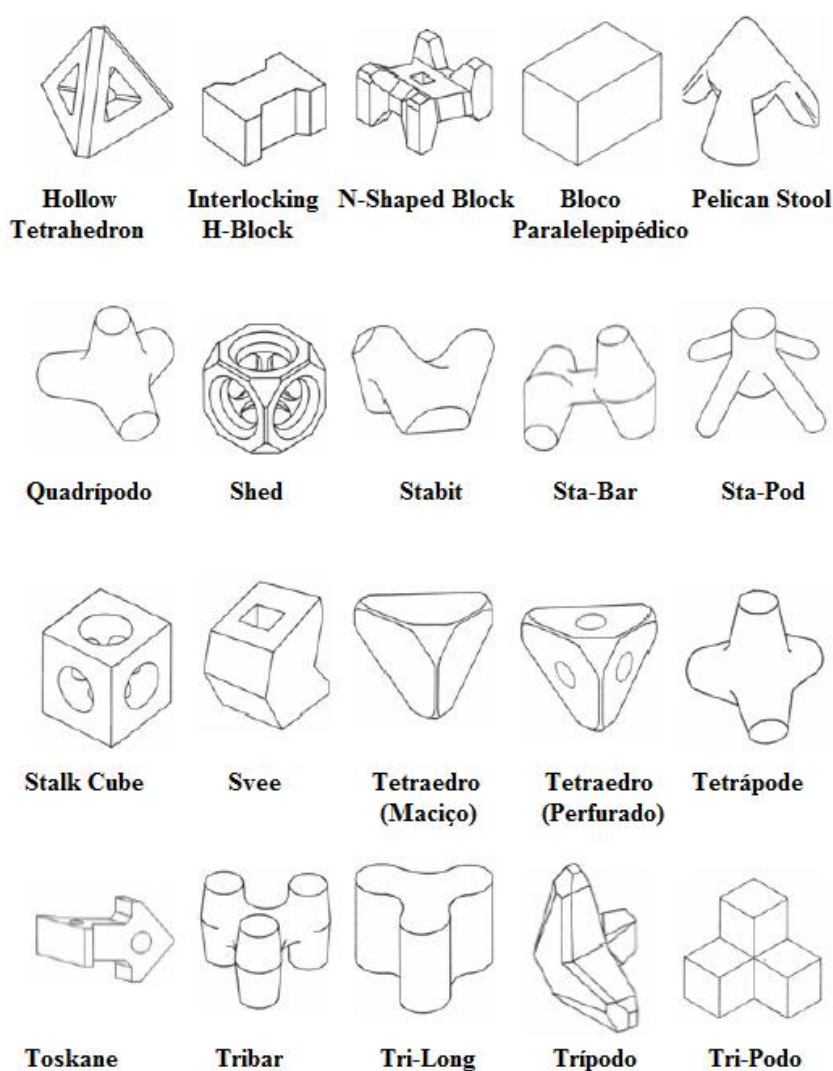 Hollow Tetrahedron
Interlocking H-Block
N-Shaped Block
Bloco Paralelepipédico
Pelican Stool
Quadrípodo
Shed
Stabit
Sta-Bar
Sta-Pod
Stalk Cube
Svee
Tetraedro (Maciço)
Tetraedro (Perfurado)
Tetrápode
Toskane
Tribar
Tri-Long
Trípodo
Tri-Podo